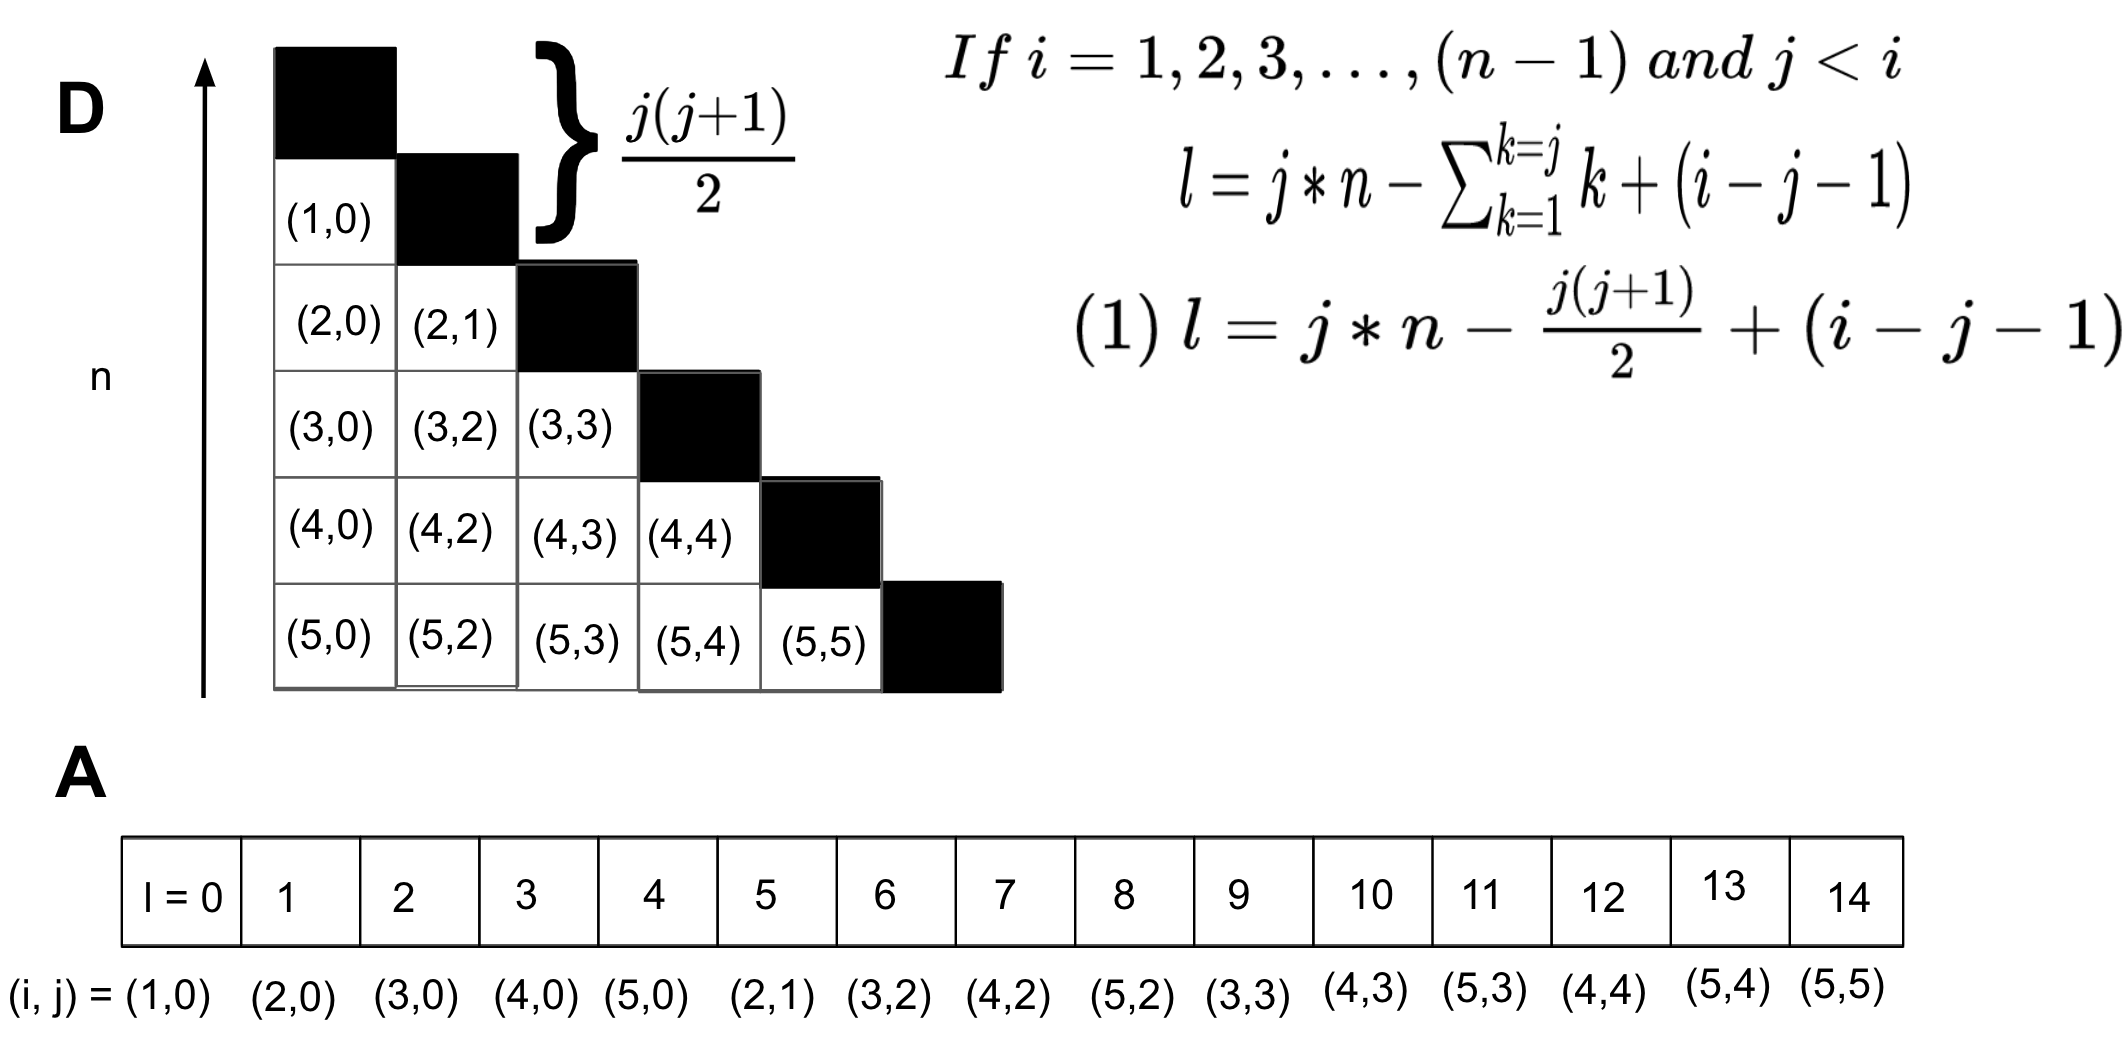 D
j(j+1)
2
If i = 1, 2, 3, . . . , (n − 1) and j < i
l = j ∗ n − ∑ k=j k=1 k + (i − j − 1)
(1) l = j ∗ n − j(j+1)/2 + (i − j − 1)
(1,0)
(2,0) (2,1)
n
(3,0) (3,2) (3,3)
(4,0) (4,2) (4,3) (4,4)
(5,0) (5,2) (5,3) (5,4) (5,5)
A
l = 0 1 2 3 4 5 6 7 8 9 10 11 12 13 14
(i, j) = (1,0) (2,0) (3,0) (4,0) (5,0) (2,1) (3,2) (4,2) (5,2) (3,3) (4,3) (5,3) (4,4) (5,4) (5,5)